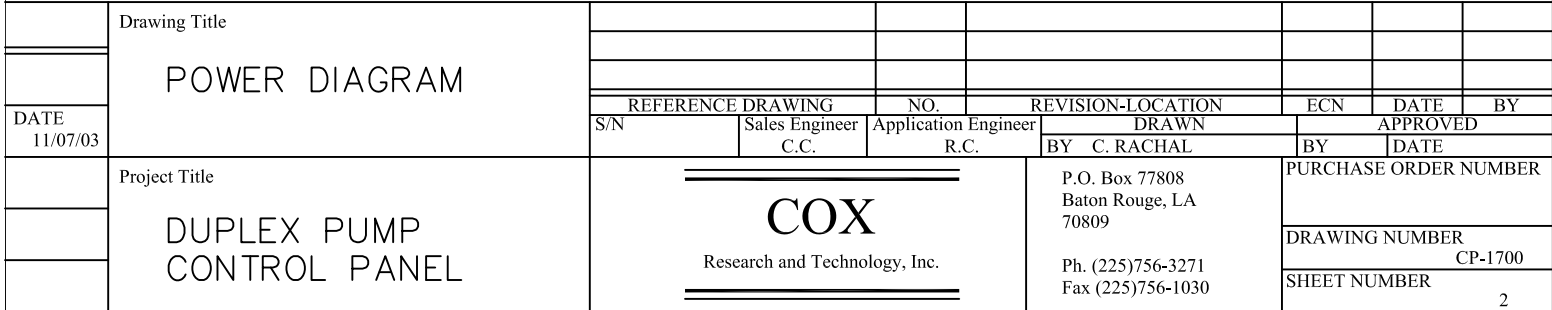 Drawing Title
POWER DIAGRAM
DATE
11/07/03
REFERENCE DRAWING NO. REVISION-LOCATION ECN DATE BY
S/N Sales Engineer Application Engineer DRAWN APPROVED
C.C. R.C. BY C. RACHAL BY DATE
Project Title
DUPLEX PUMP
CONTROL PANEL
COX
Research and Technology, Inc.
P.O. Box 77808
Baton Rouge, LA
70809
Ph. (225)756-3271
Fax (225)756-1030
PURCHASE ORDER NUMBER
DRAWING NUMBER
CP-1700
SHEET NUMBER
2